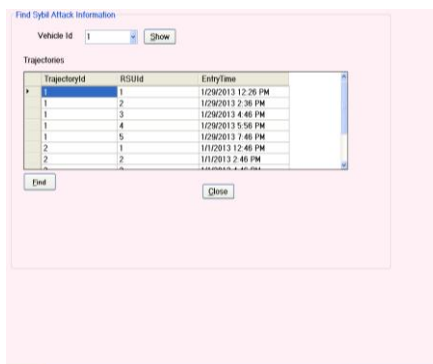 Find Sybil Attack Information
Vehicle Id 1 Show
Trajectories
TrajectoryId RSUId EntryTime
1 1 1/29/2013 12:26 PM
1 2 1/29/2013 2:36 PM
1 3 1/29/2013 4:46 PM
1 4 1/29/2013 5:56 PM
1 5 1/29/2013 7:46 PM
2 1 1/1/2013 12:46 PM
2 2 1/1/2013 2:46 PM
Find
Close